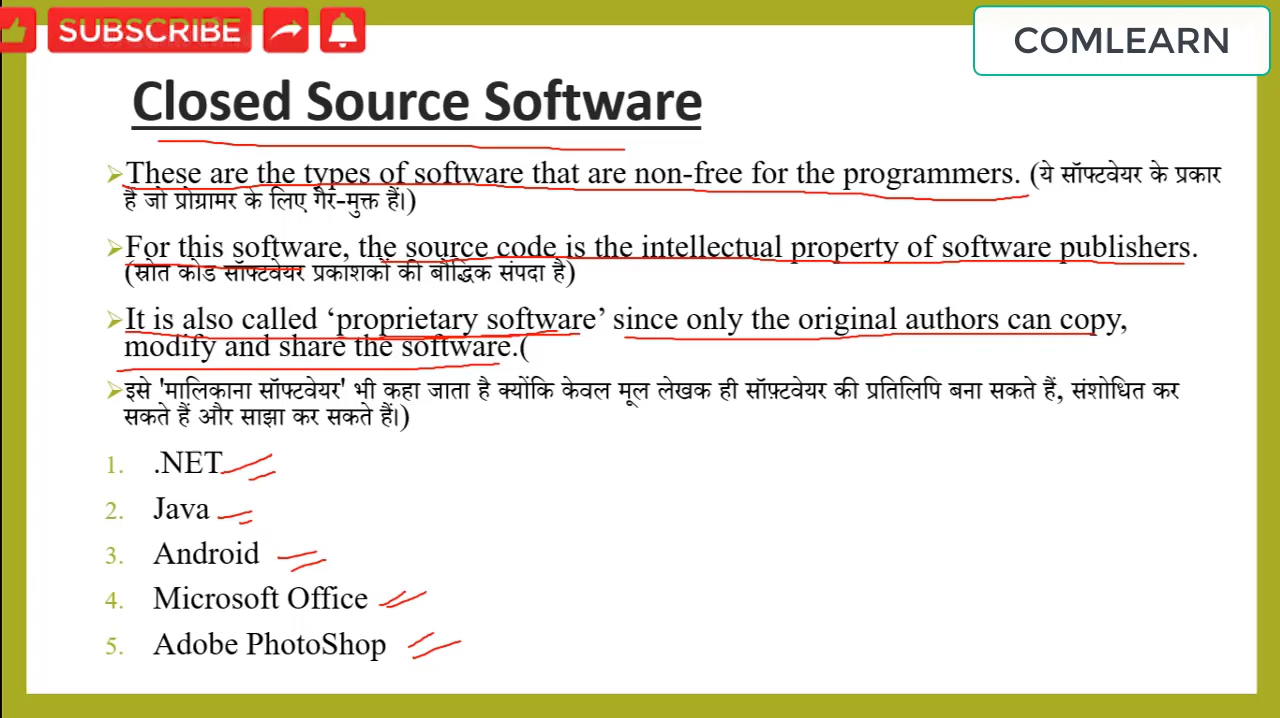 SUBSCRIBE
COMLEARN
Closed Source Software
These are the types of software that are non-free for the programmers. (ये सॉफ्टवेयर के प्रकार
हैं जो प्रोग्रामर के लिए गैर-मुक्त हैं।)
For this software, the source code is the intellectual property of software publishers.
(स्रोत कोड सॉफ्टवेयर प्रकाशकों की बौद्धिक संपदा है)
It is also called ‘proprietary software’ since only the original authors can copy,
modify and share the software.(
इसे 'मालिकाना सॉफ्टवेयर' भी कहा जाता है क्योंकि केवल मूल लेखक ही सॉफ़्टवेयर की प्रतिलिपि बना सकते हैं, संशोधित कर
सकते हैं और साझा कर सकते हैं।)
1. .NET
2. Java
3. Android
4. Microsoft Office
5. Adobe PhotoShop